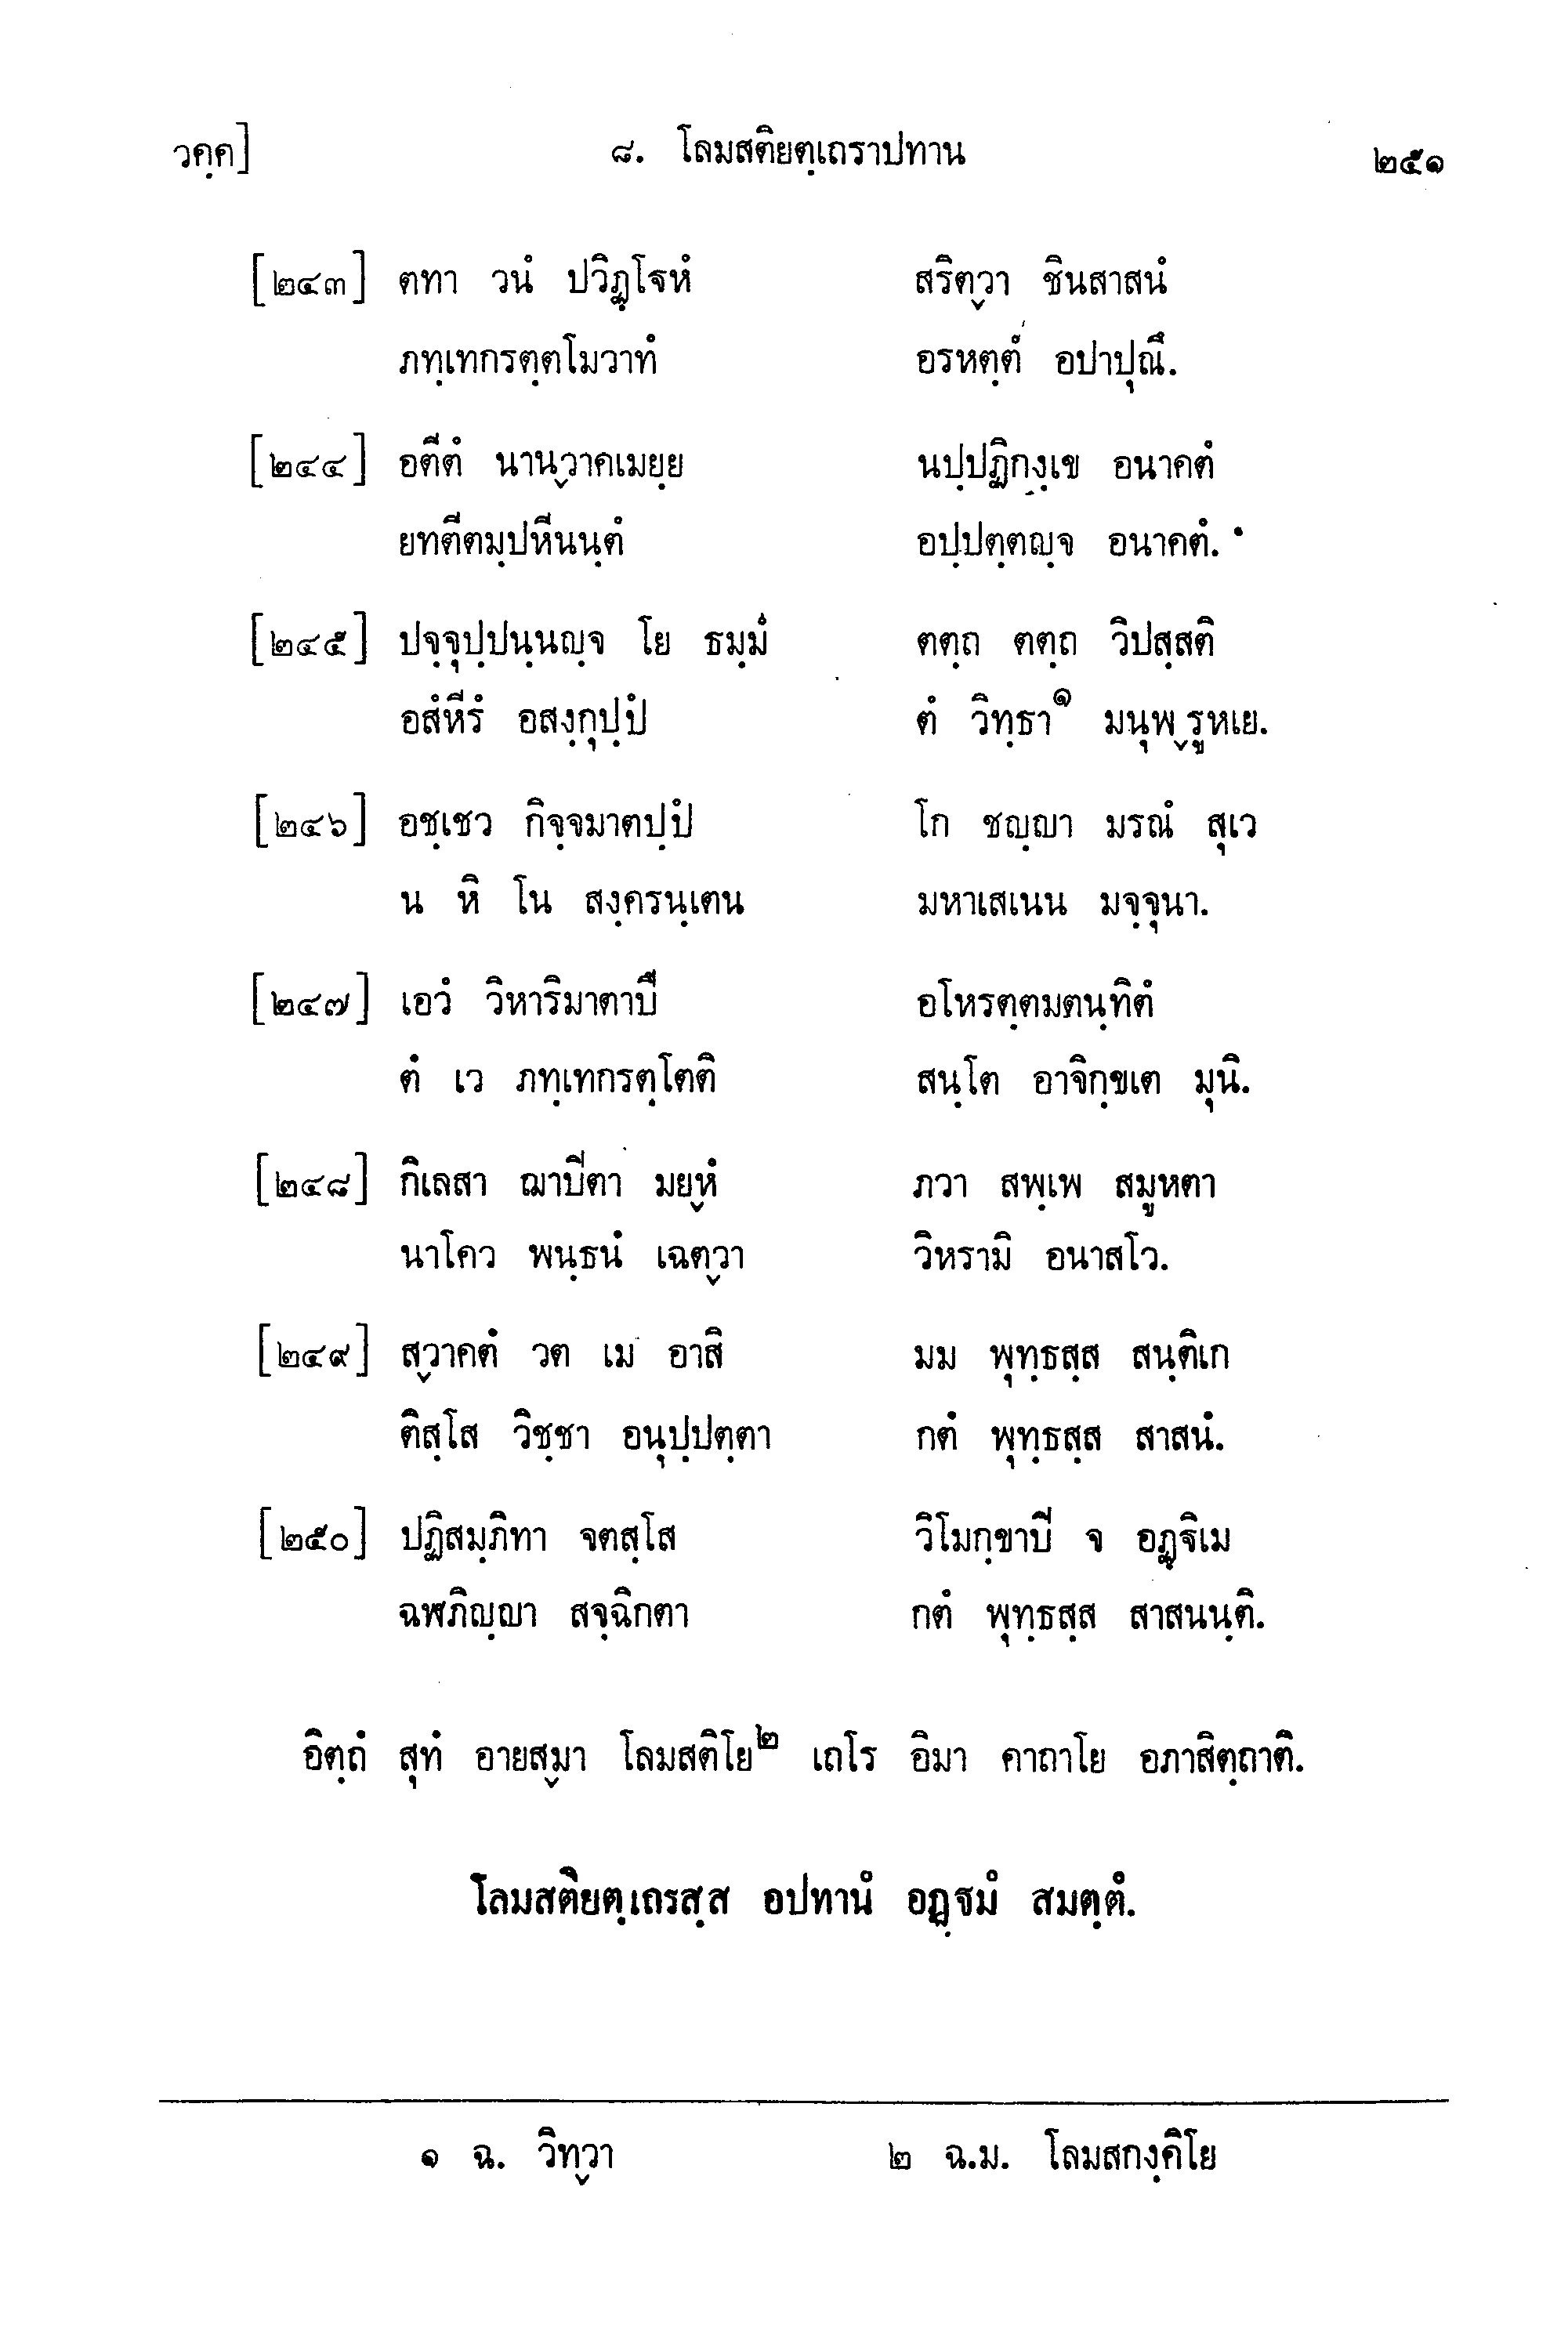 วคฺค] ๘. โลมสติยตฺเถราปทาน ๒๕๑
[๒๔๓] ตทา วนํ ปวิฏฺโฐหํ สริตฺวา ชินสาสนํ
ภทฺเทกรตฺตโมวาทํ อรหตฺตํ อปาปุณึ.
[๒๔๔] อตีตํ นานฺวาคเมยฺย นปฺปฏิกงฺเข อนาคตํ
ยทตีตมฺปหีนนฺตํ อปฺปตฺตญฺจ อนาคตํ.
[๒๔๕] ปจฺจุปฺปนฺนญฺจ โย ธมฺมํ ตตฺถ ตตฺถ วิปสฺสติ
อสํหีรํ อสงฺกุปฺปํ ตํ วิทฺธา๑ มนุพฺรูหเย.
[๒๔๖] อชฺเชว กิจฺจมาตปฺปํ โก ชญฺญา มรณํ สุเว
น หิ โน สงฺครนฺเตน มหาเสเนน มจฺจุนา.
[๒๔๗] เอวํ วิหาริมาตาปึ อโหรตฺตมตนฺทิตํ
ตํ เว ภทฺเทกรตฺโตติ สนฺโต อาจิกฺขเต มุนิ.
[๒๔๘] กิเลสา ฌาปิตา มยฺหํ ภวา สพฺเพ สมูหตา
นาโคว พนฺธนํ เฉตฺวา วิหรามิ อนาสโว.
[๒๔๙] สฺวาคตํ วต เม อาสิ มม พุทฺธสฺส สนฺติเก
ติสฺโส วิชฺชา อนุปฺปตฺตา กตํ พุทฺธสฺส สาสนํ.
[๒๕๐] ปฏิสมฺภิทา จตสฺโส วิโมกฺขาปิ จ อฏฺฐิเม
ฉฬภิญฺญา สจฺฉิกตา กตํ พุทฺธสฺส สาสนนฺติ.
อิตฺถํ สุทํ อายสฺมา โลมสติโย๒ เถโร อิมา คาถาโย อภาสิตฺถาติ.
โลมสติยตฺเถรสฺส อปทานํ อฏฺฐมํ สมตฺตํ.
๑ ฉ. วิทฺวา ๒ ฉ.ม. โลมสกงฺคิโย